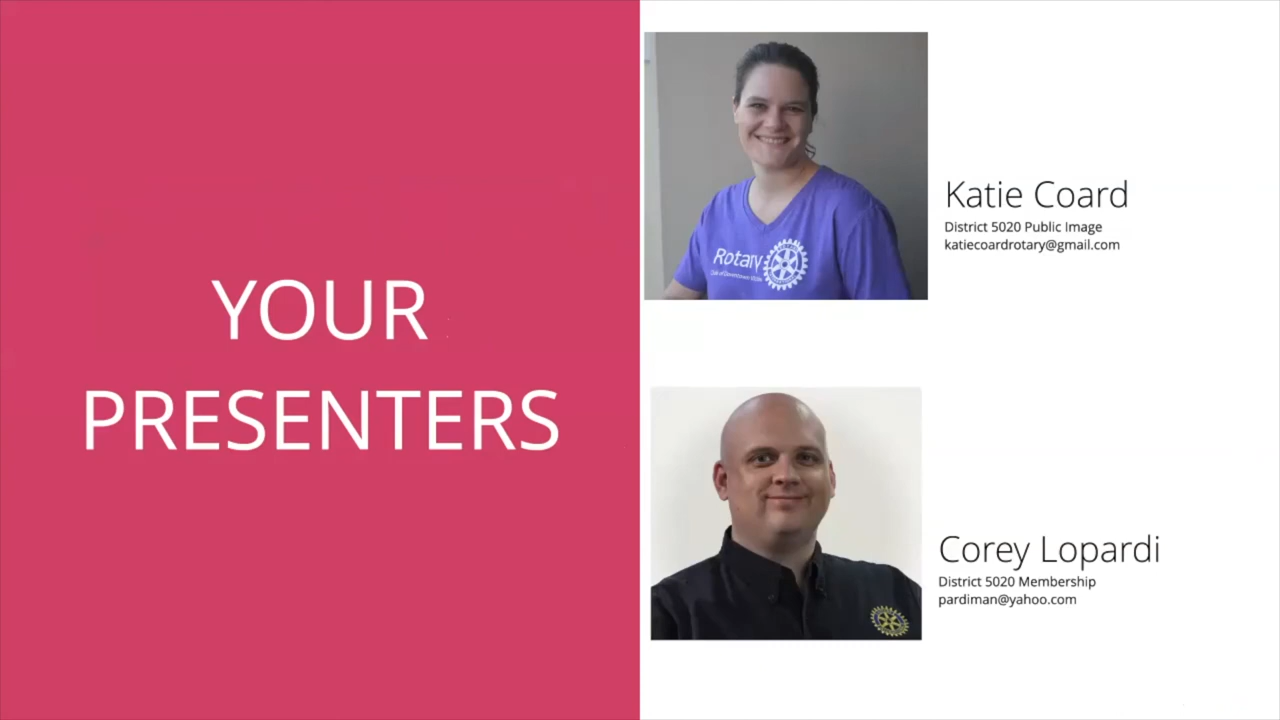 YOUR
PRESENTERS
Rotary
Katie Coard
District 5020 Public Image
katiecoardrotary@gmail.com
Corey Lopardi
District 5020 Membership
pardiman@yahoo.com